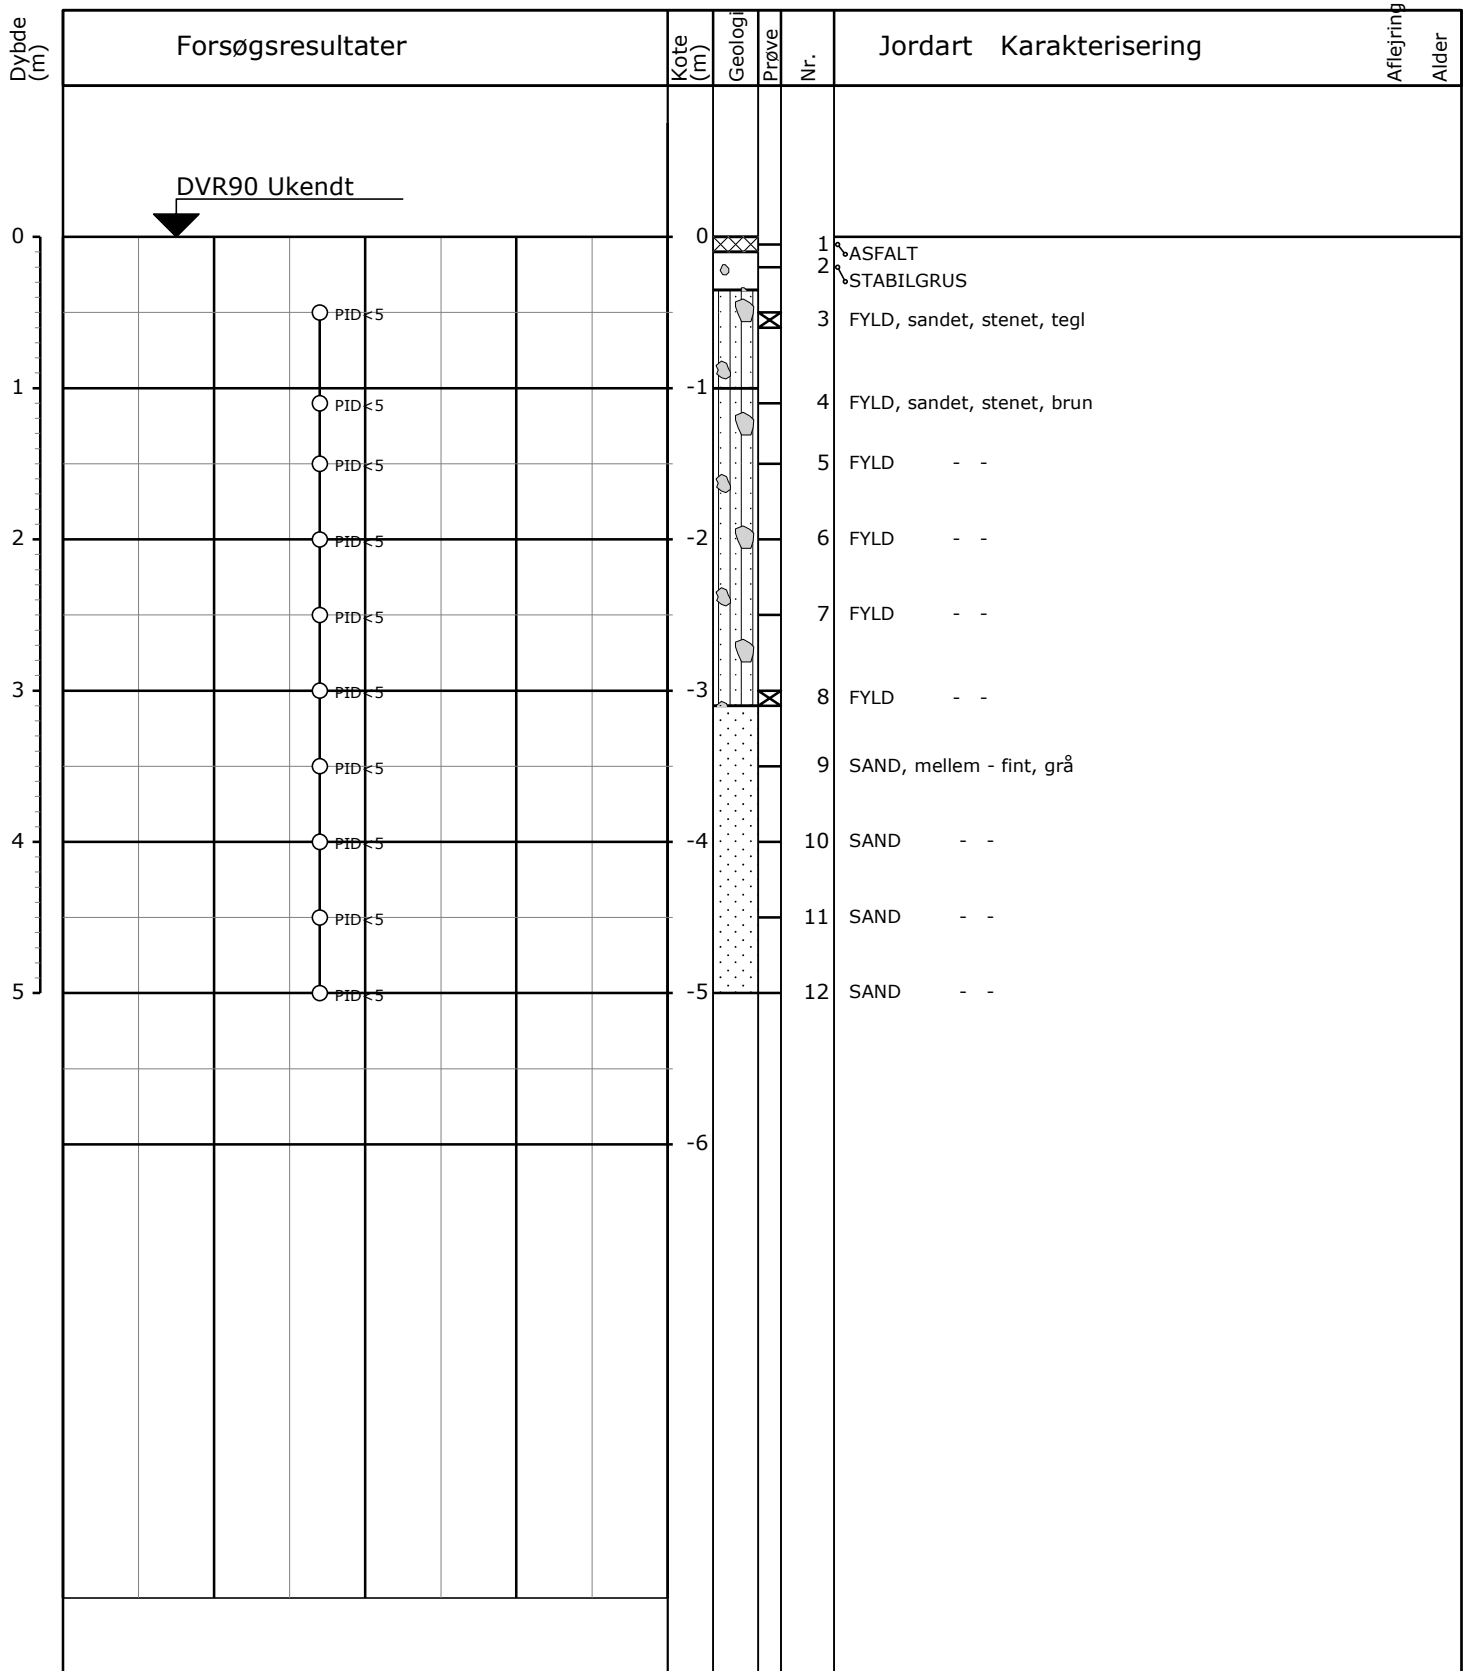 Dybde
(m)
Forsøgsresultater
Kote
(m)
Geologi
Prøve
Nr.
Jordart Karakterisering
Aflejring
Alder
DVR90 Ukendt
0 0
1 ASFALT
2 STABILGRUS
PID<5 3 FYLD, sandet, stenet, tegl
1 -1
PID<5 4 FYLD, sandet, stenet, brun
PID<5 5 FYLD - -
2 PID<5 -2 6 FYLD - -
PID<5 7 FYLD - -
3 PID<5 -3 8 FYLD - -
PID<5 9 SAND, mellem - fint, grå
4 PID<5 -4 10 SAND - -
PID<5 11 SAND - -
5 PID<5 -5 12 SAND - -
-6